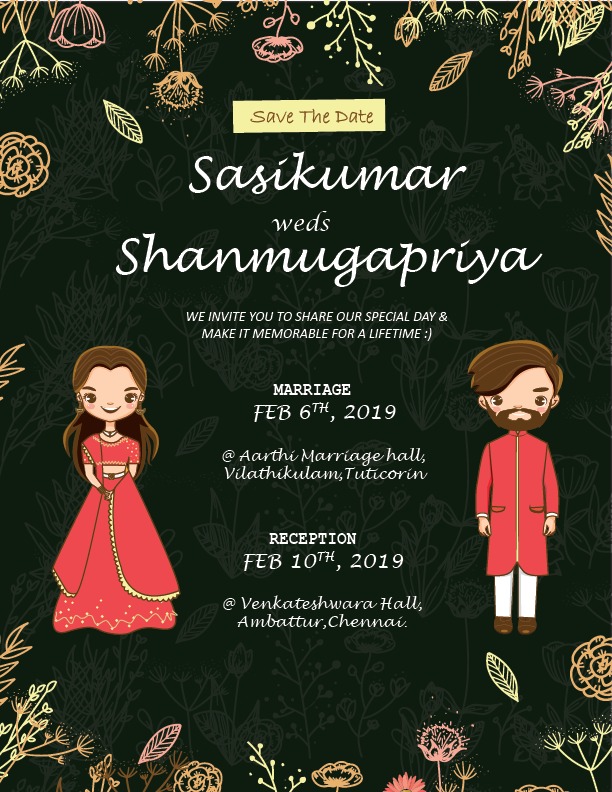 Save The Date
Sasikumar
weds
Shanmugapriya
WE INVITE YOU TO SHARE OUR SPECIAL DAY &
MAKE IT MEMORABLE FOR A LIFETIME :)
MARRIAGE
FEB 6TH, 2019
@ Aarthi Marriage hall,
Vilathikulam,Tuticorin
RECEPTION
FEB 10TH, 2019
@ Venkateshwara Hall,
Ambattur,Chennai.